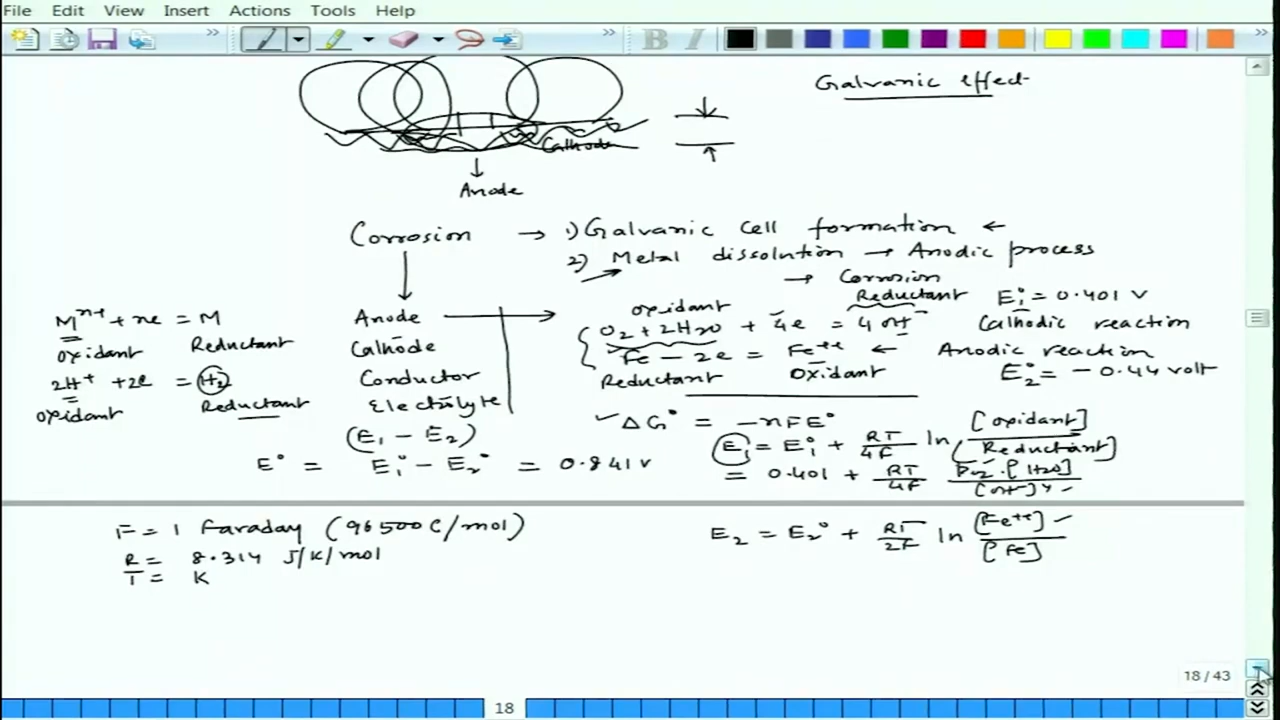 File Edit View Insert Actions Tools Help
Galvanic effect
Cathode
Anode
Corrosion → 1) Galvanic cell formation ←
2) Metal dissolution → Anodic process
→ Corrosion
oxidant Reductant E₁° = 0.401 V
Mⁿ⁺ + ne = M
Anode
O₂ + 2H₂O + 4e = 4OH⁻ Cathodic reaction
oxidant Reductant
Cathode
Fe - 2e = Fe⁺⁺ ← Anodic reaction
2H⁺ + 2e = H₂
Conductor
Reductant Oxidant E₂° = -0.44 volt
oxidant Reductant
Electrolyte
✓ ΔG° = -nFE°
(E₁ - E₂)
E₁ = E₁° + RT/4F ln [oxidant]/[Reductant]
E° = E₁° - E₂° = 0.841 V
= 0.401 + RT/4F pO₂·[H₂O]/[OH⁻]⁴
F = 1 Faraday (96500 C/mol)
E₂ = E₂° + RT/2F ln [Fe⁺⁺]/[Fe]
R = 8.314 J/K/mol
T = K
18/43
18